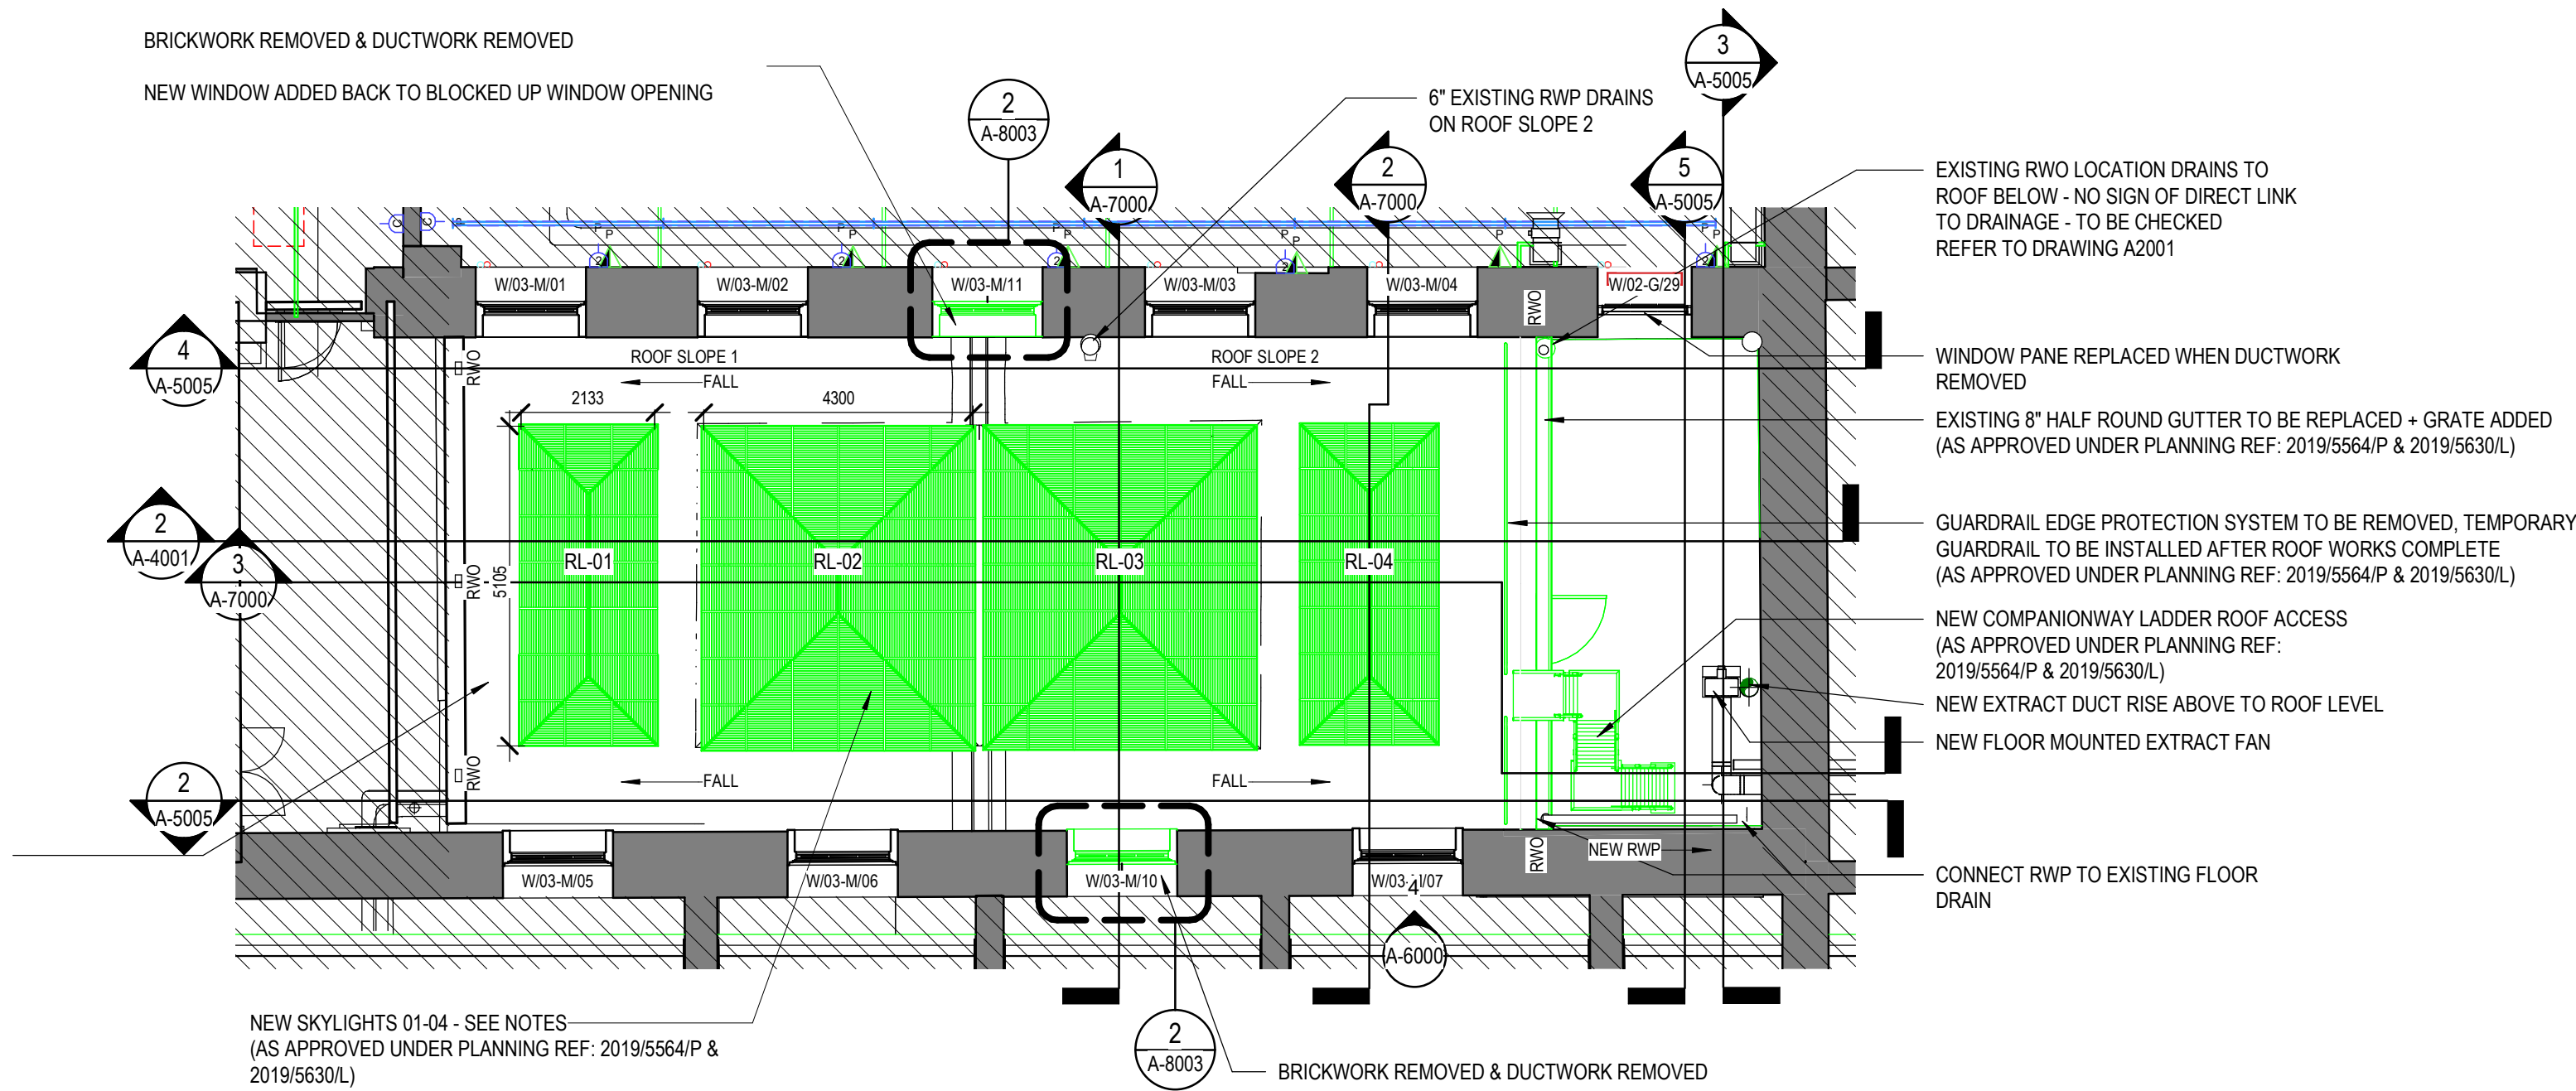 BRICKWORK REMOVED & DUCTWORK REMOVED
NEW WINDOW ADDED BACK TO BLOCKED UP WINDOW OPENING
2
A-8003
6" EXISTING RWP DRAINS
ON ROOF SLOPE 2
3
A-5005
1
A-7000
2
A-7000
5
A-5005
EXISTING RWO LOCATION DRAINS TO
ROOF BELOW - NO SIGN OF DIRECT LINK
TO DRAINAGE - TO BE CHECKED
REFER TO DRAWING A2001
C
C
P
P
P
P
P
P
P
P
P
P
2
2
2
2
2
W/03-M/01
W/03-M/02
W/03-M/11
W/03-M/03
W/03-M/04
W/02-G/29
RWO
4
A-5005
RWO
ROOF SLOPE 1
FALL
ROOF SLOPE 2
FALL
WINDOW PANE REPLACED WHEN DUCTWORK
REMOVED
2133
4300
EXISTING 8" HALF ROUND GUTTER TO BE REPLACED + GRATE ADDED
(AS APPROVED UNDER PLANNING REF: 2019/5564/P & 2019/5630/L)
2
A-4001
3
A-7000
RWO
5105
RL-01
RL-02
RL-03
RL-04
GUARDRAIL EDGE PROTECTION SYSTEM TO BE REMOVED, TEMPORARY
GUARDRAIL TO BE INSTALLED AFTER ROOF WORKS COMPLETE
(AS APPROVED UNDER PLANNING REF: 2019/5564/P & 2019/5630/L)
NEW COMPANIONWAY LADDER ROOF ACCESS
(AS APPROVED UNDER PLANNING REF:
2019/5564/P & 2019/5630/L)
NEW EXTRACT DUCT RISE ABOVE TO ROOF LEVEL
NEW FLOOR MOUNTED EXTRACT FAN
RWO
FALL
FALL
2
A-5005
RWO
NEW RWP
CONNECT RWP TO EXISTING FLOOR
DRAIN
W/03-M/05
W/03-M/06
W/03-M/10
W/03-M/07
4
A-6000
NEW SKYLIGHTS 01-04 - SEE NOTES
(AS APPROVED UNDER PLANNING REF: 2019/5564/P &
2019/5630/L)
2
A-8003
BRICKWORK REMOVED & DUCTWORK REMOVED